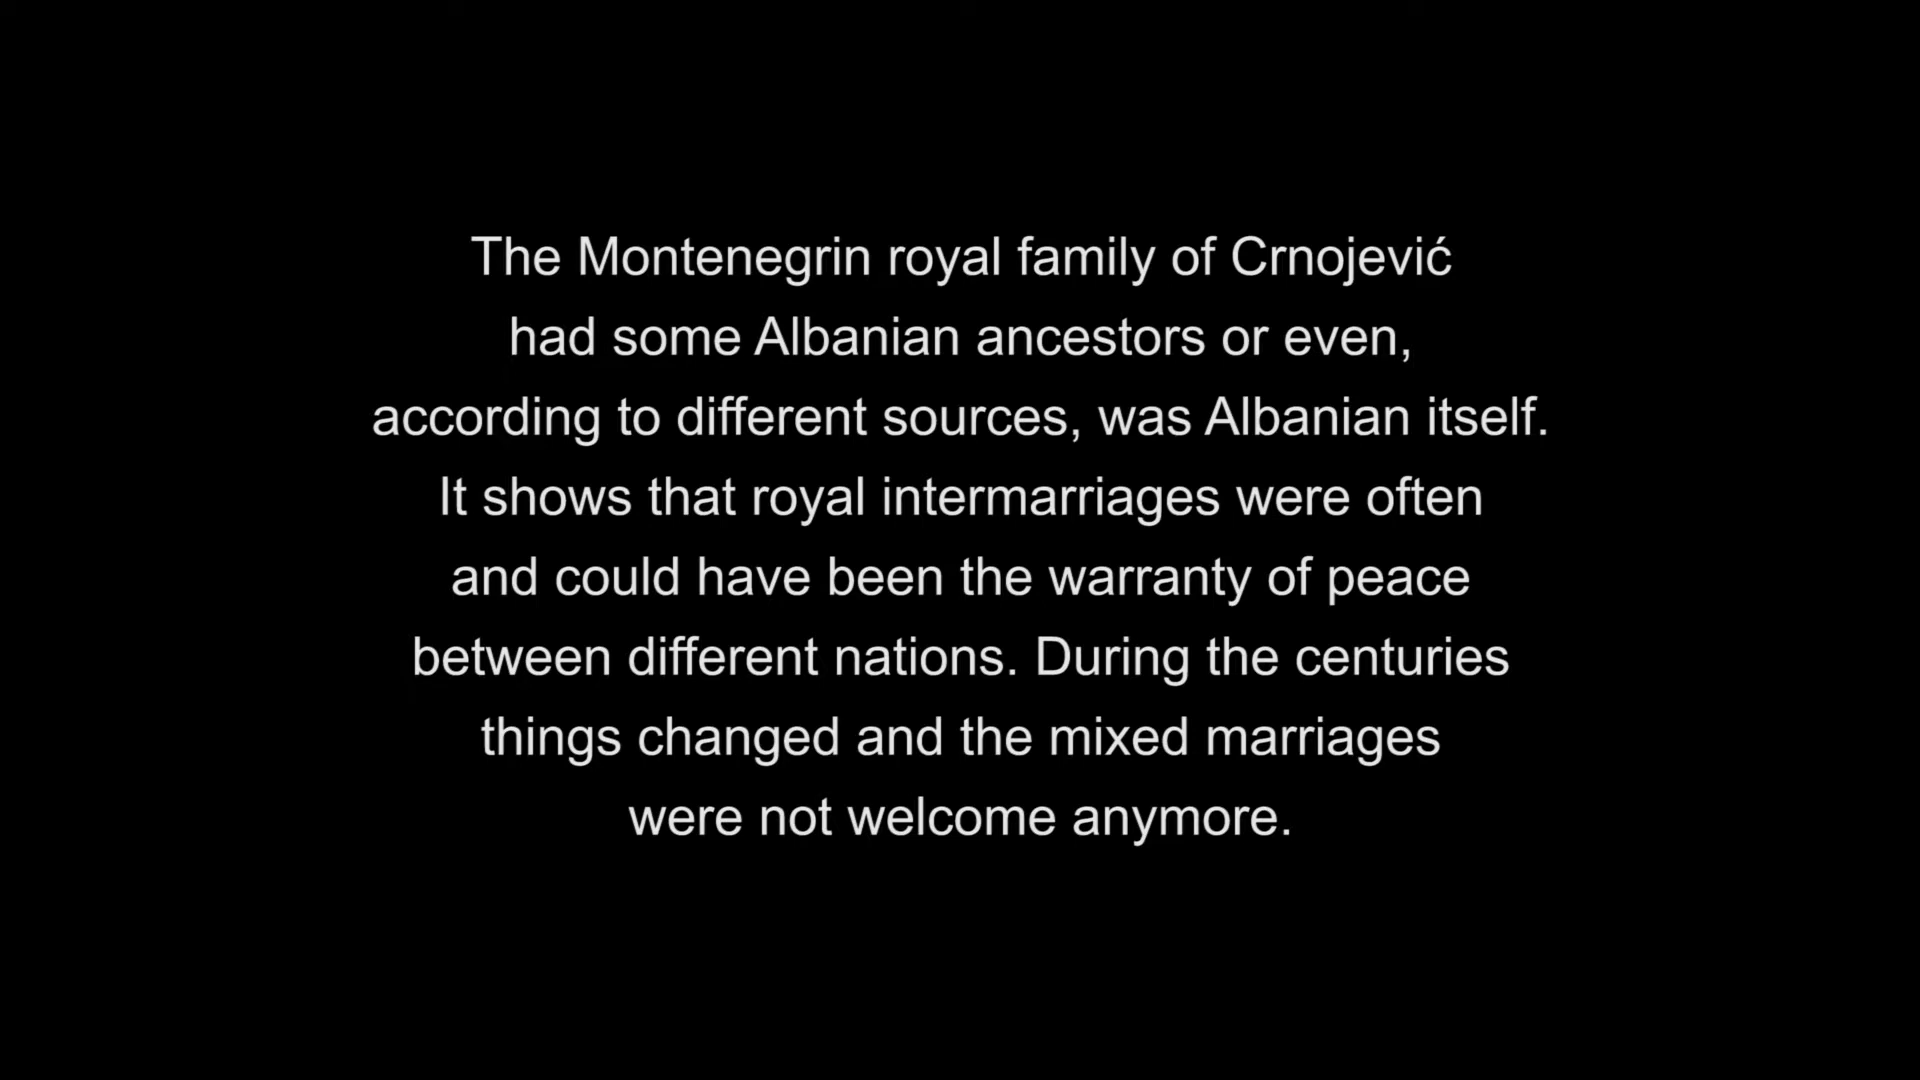 The Montenegrin royal family of Crnojević
had some Albanian ancestors or even,
according to different sources, was Albanian itself.
It shows that royal intermarriages were often
and could have been the warranty of peace
between different nations. During the centuries
things changed and the mixed marriages
were not welcome anymore.